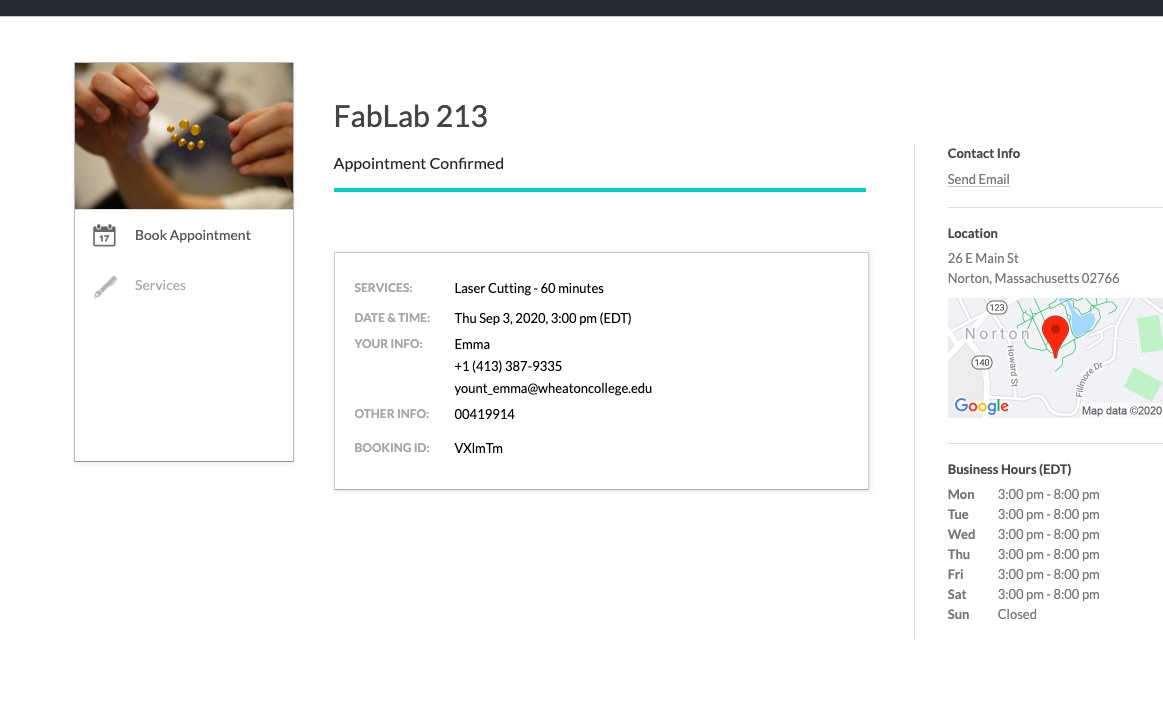 FabLab 213
Appointment Confirmed
17
Book Appointment
Services
SERVICES: Laser Cutting - 60 minutes
DATE & TIME: Thu Sep 3, 2020, 3:00 pm (EDT)
YOUR INFO: Emma
+1 (413) 387-9335
yount_emma@wheatoncollege.edu
OTHER INFO: 00419914
BOOKING ID: VXlmTm
Contact Info
Send Email
Location
26 E Main St
Norton, Massachusetts 02766
123
Norton
140
Howard St
Fillmore Dr
Google
Map data ©2020
Business Hours (EDT)
Mon 3:00 pm - 8:00 pm
Tue 3:00 pm - 8:00 pm
Wed 3:00 pm - 8:00 pm
Thu 3:00 pm - 8:00 pm
Fri 3:00 pm - 8:00 pm
Sat 3:00 pm - 8:00 pm
Sun Closed